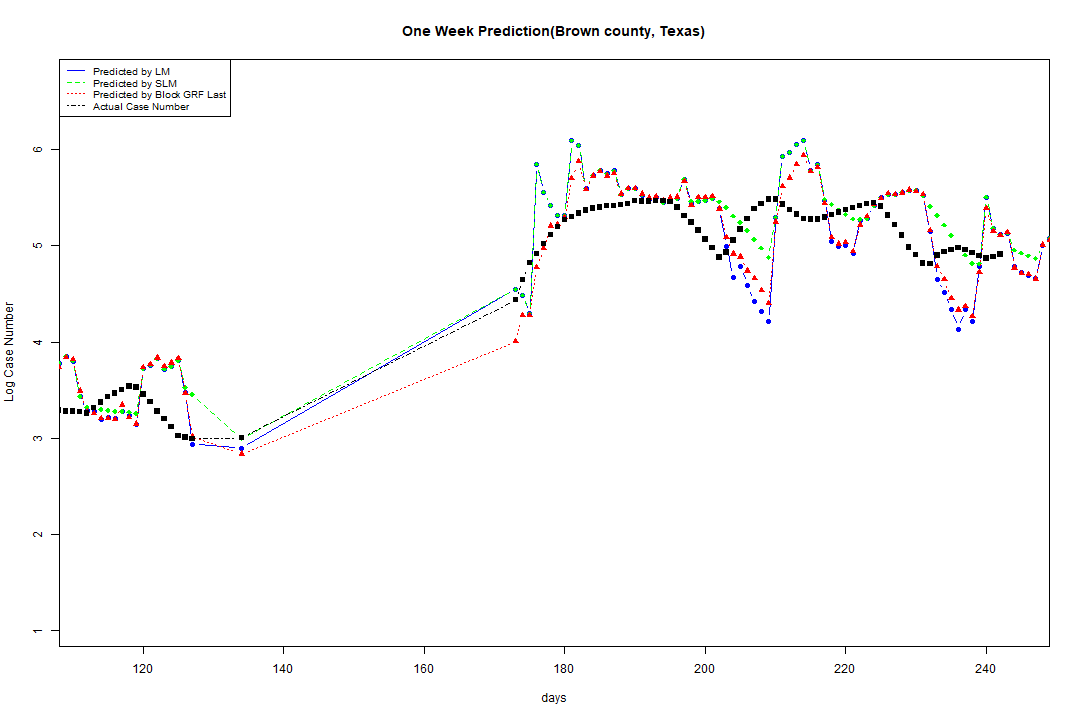 One Week Prediction(Brown county, Texas)
Predicted by LM
Predicted by SLM
Predicted by Block GRF Last
Actual Case Number
Log Case Number
6
5
4
3
2
1
120 140 160 180 200 220 240
days